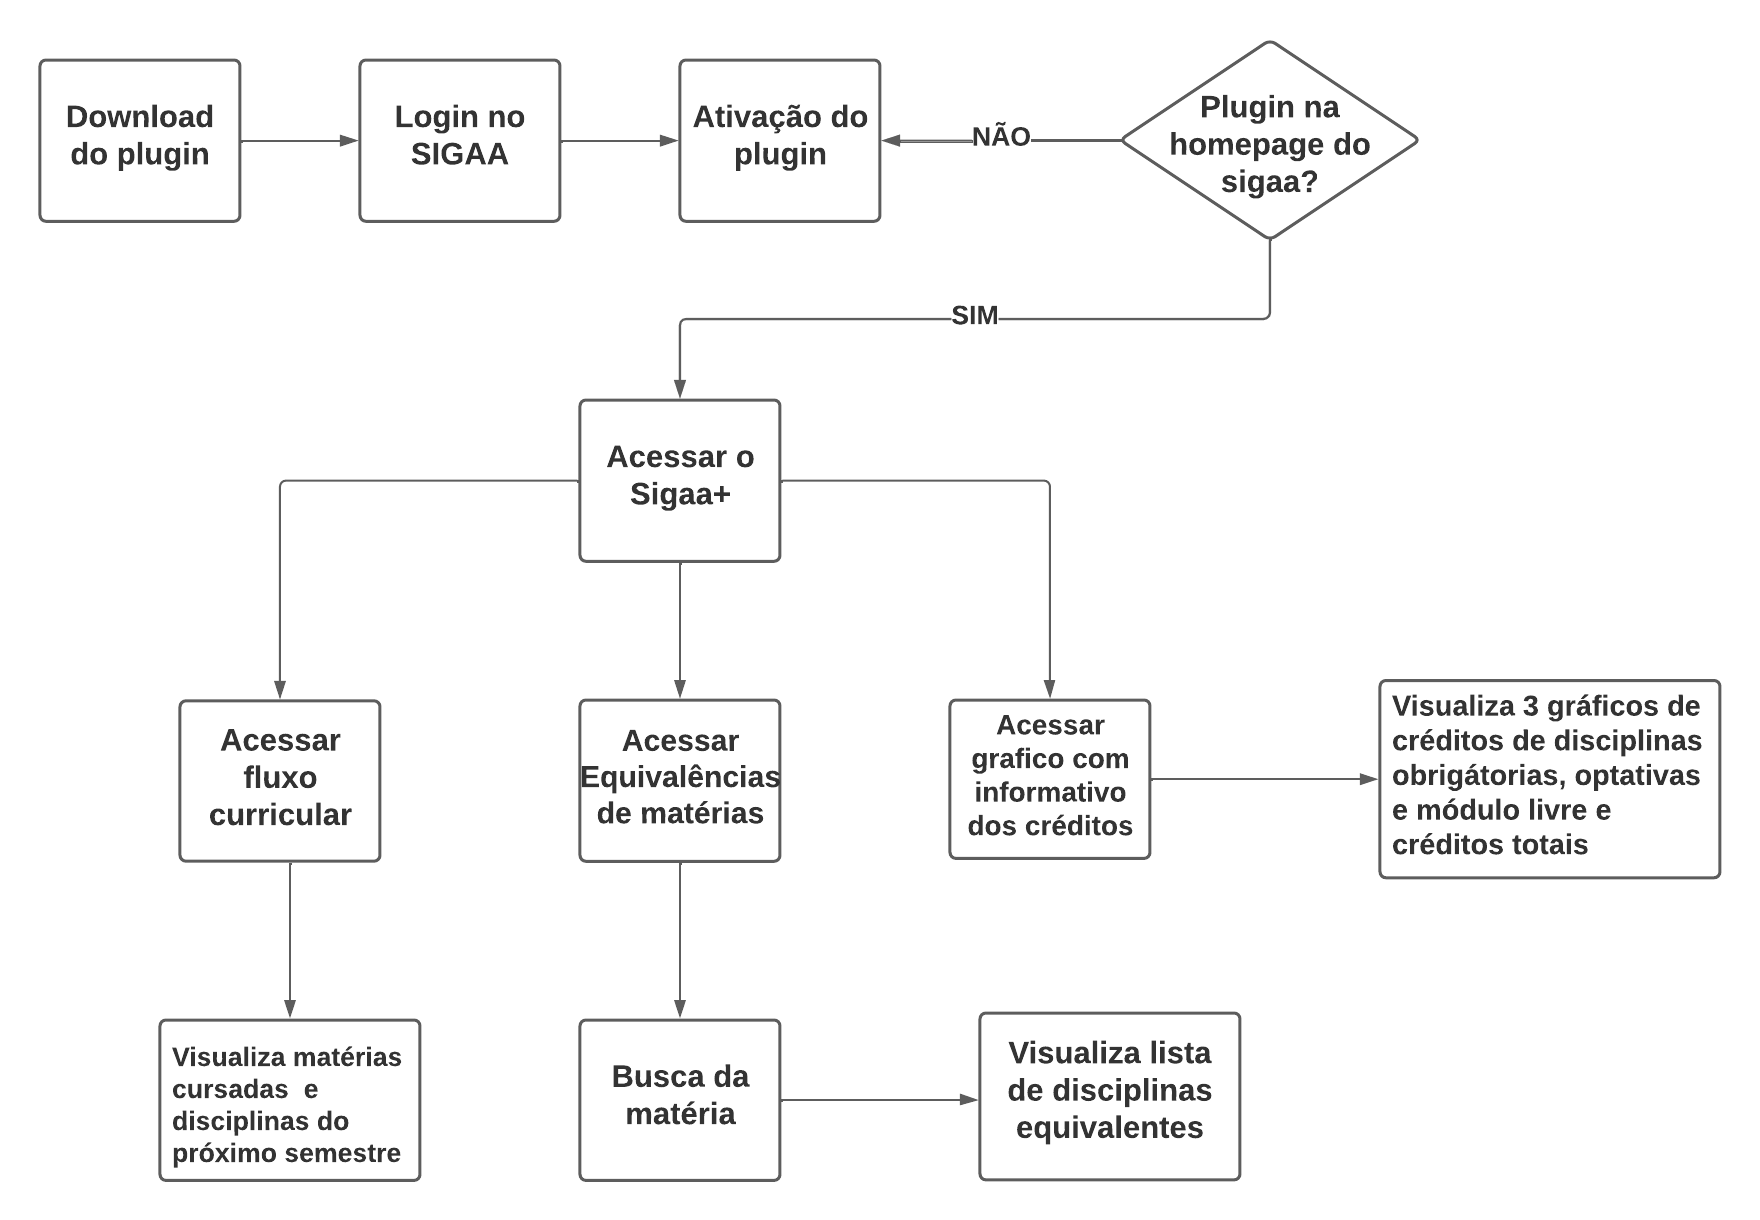 Download
do plugin
Login no
SIGAA
Ativação do
plugin
NÃO
Plugin na
homepage do
sigaa?
SIM
Acessar o
Sigaa+
Acessar
fluxo
curricular
Acessar
Equivalências
de matérias
Acessar
grafico com
informativo
dos créditos
Visualiza 3 gráficos de
créditos de disciplinas
obrigátorias, optativas
e módulo livre e
créditos totais
Visualiza matérias
cursadas  e
disciplinas do
próximo semestre
Busca da
matéria
Visualiza lista
de disciplinas
equivalentes